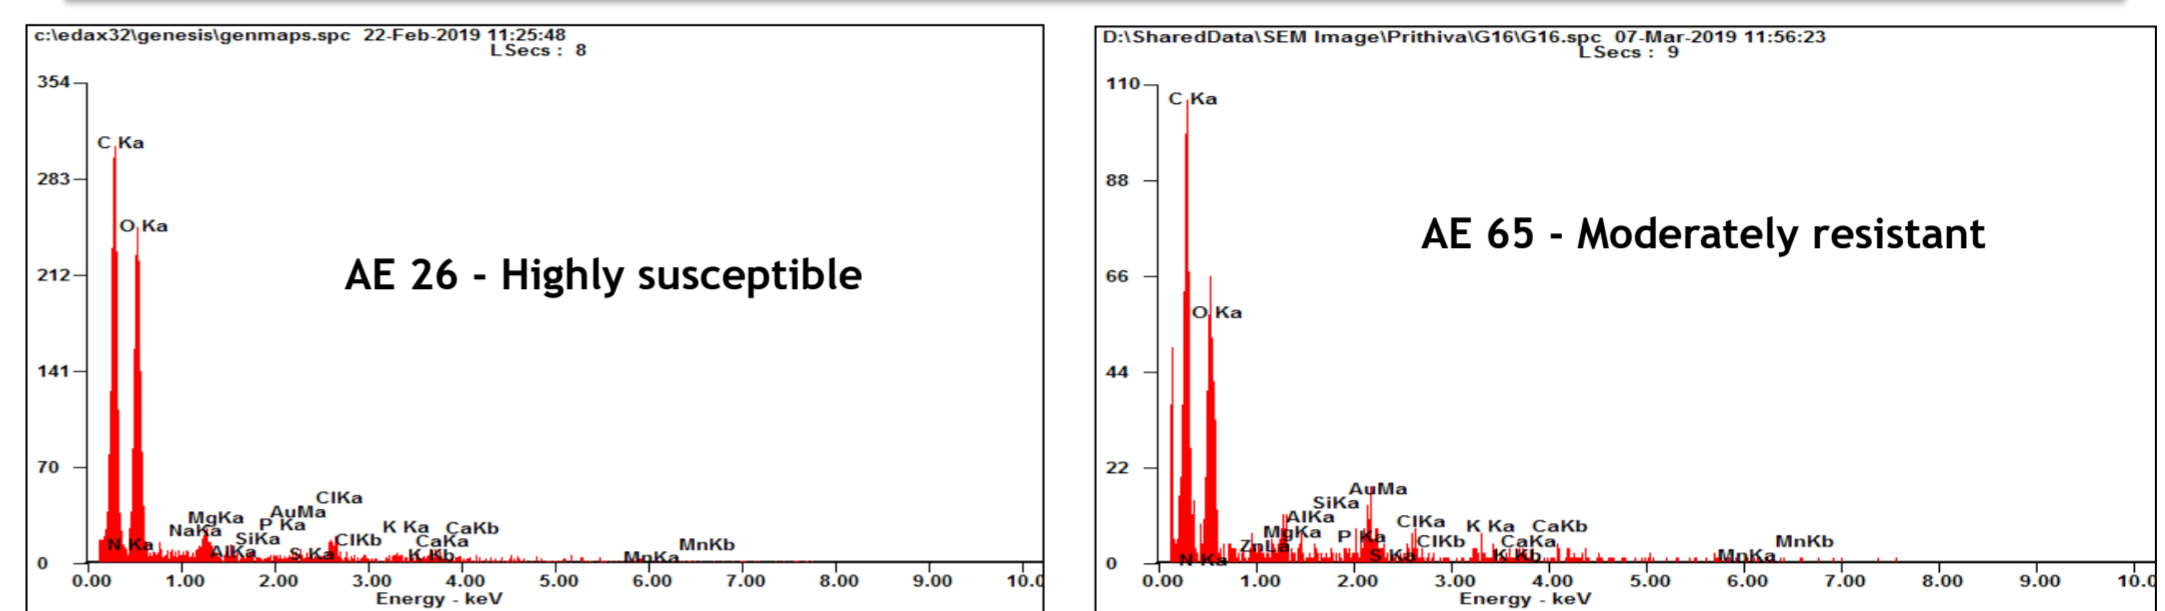 c:\edax32\genesis\genmaps.spc 22-Feb-2019 11:25:48
LSecs : 8
354
283
212
141
70
0
C Ka
O Ka
AE 26 - Highly susceptible
N Ka
NaKa
MgKa
AlKa
SiKa
P Ka
AuMa
S Ka
ClKa
ClKb
K Ka
K Kb
CaKa
CaKb
MnKa
MnKb
0.00 1.00 2.00 3.00 4.00 5.00 6.00 7.00 8.00 9.00 10.0
Energy - keV
D:\SharedData\SEM Image\Prithiva\G16\G16.spc 07-Mar-2019 11:56:23
LSecs : 9
110
88
66
44
22
0
C Ka
O Ka
AE 65 - Moderately resistant
N Ka
ZnLa
MgKa
AlKa
SiKa
P Ka
AuMa
S Ka
ClKa
ClKb
K Ka
K Kb
CaKa
CaKb
MnKa
MnKb
0.00 1.00 2.00 3.00 4.00 5.00 6.00 7.00 8.00 9.00 10.0
Energy - keV